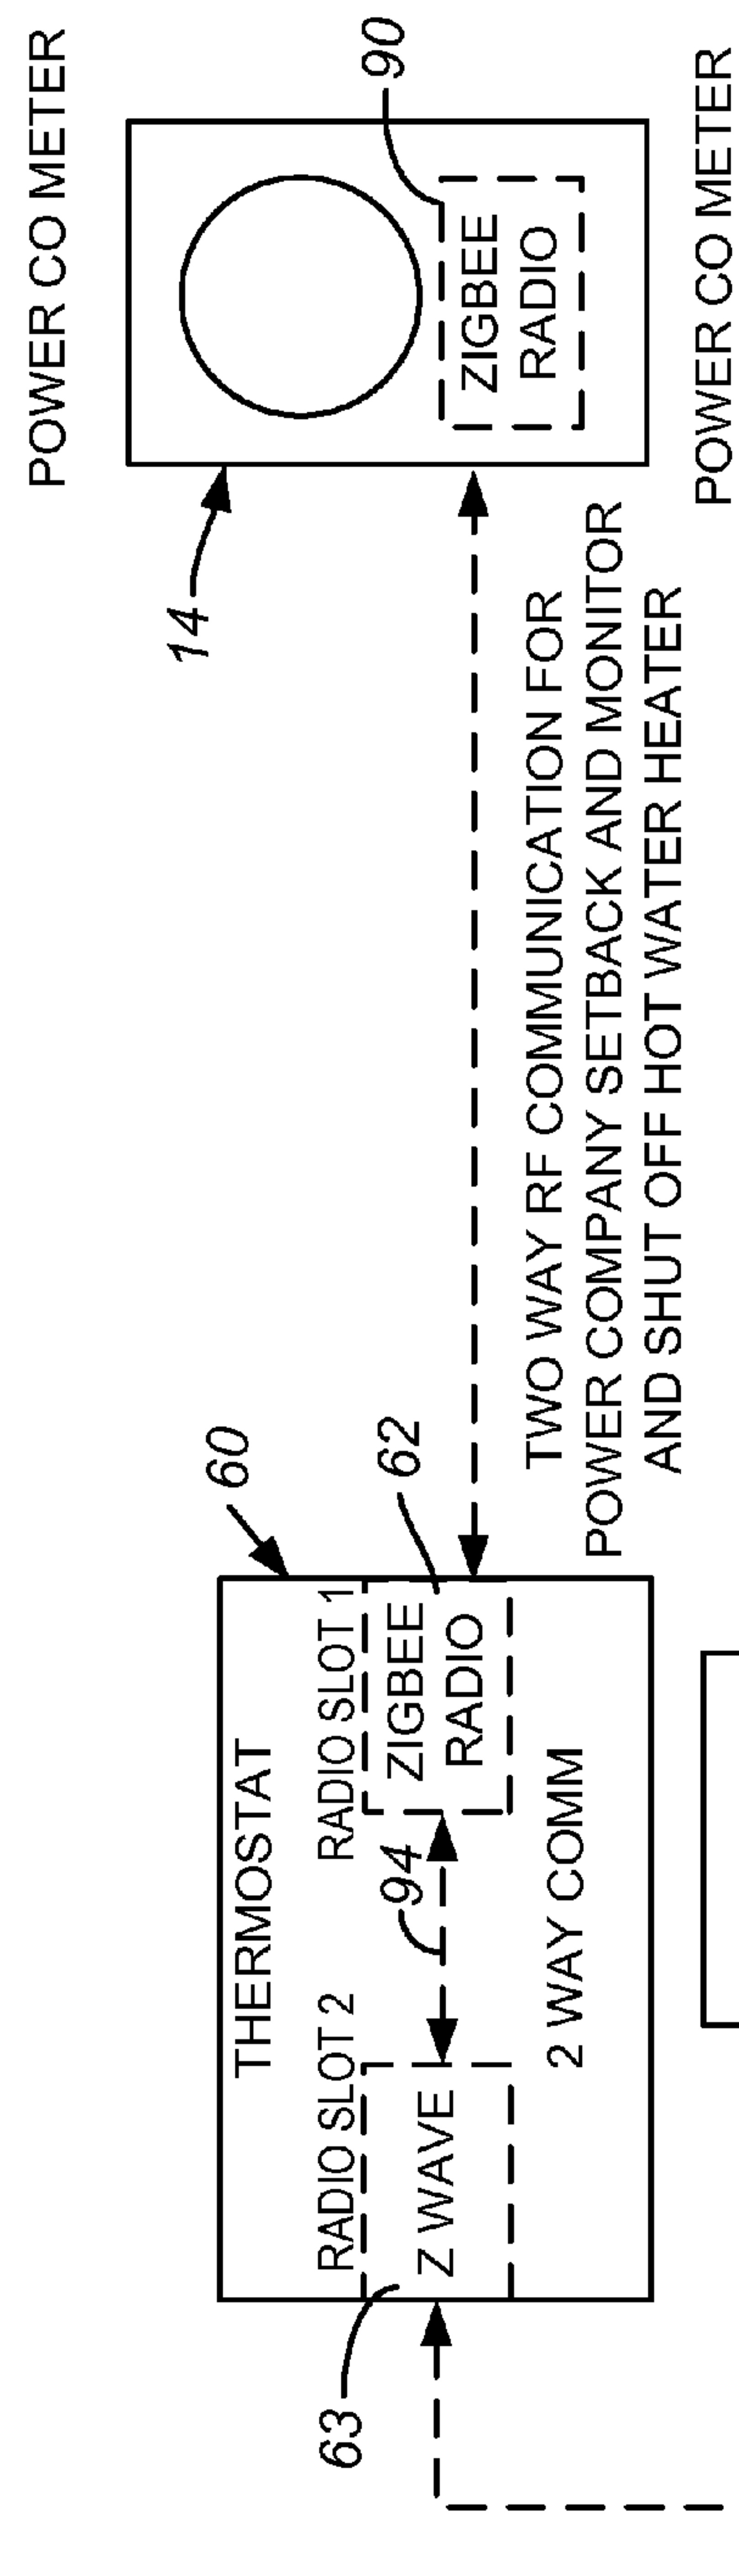 POWER CO METER
90
ZIGBEE
RADIO
14
POWER CO METER
TWO WAY RF COMMUNICATION FOR
POWER COMPANY SETBACK AND MONITOR
AND SHUT OFF HOT WATER HEATER
60
62
THERMOSTAT
RADIO SLOT 1
ZIGBEE
RADIO
94
RADIO SLOT 2
Z WAVE
2 WAY COMM
63